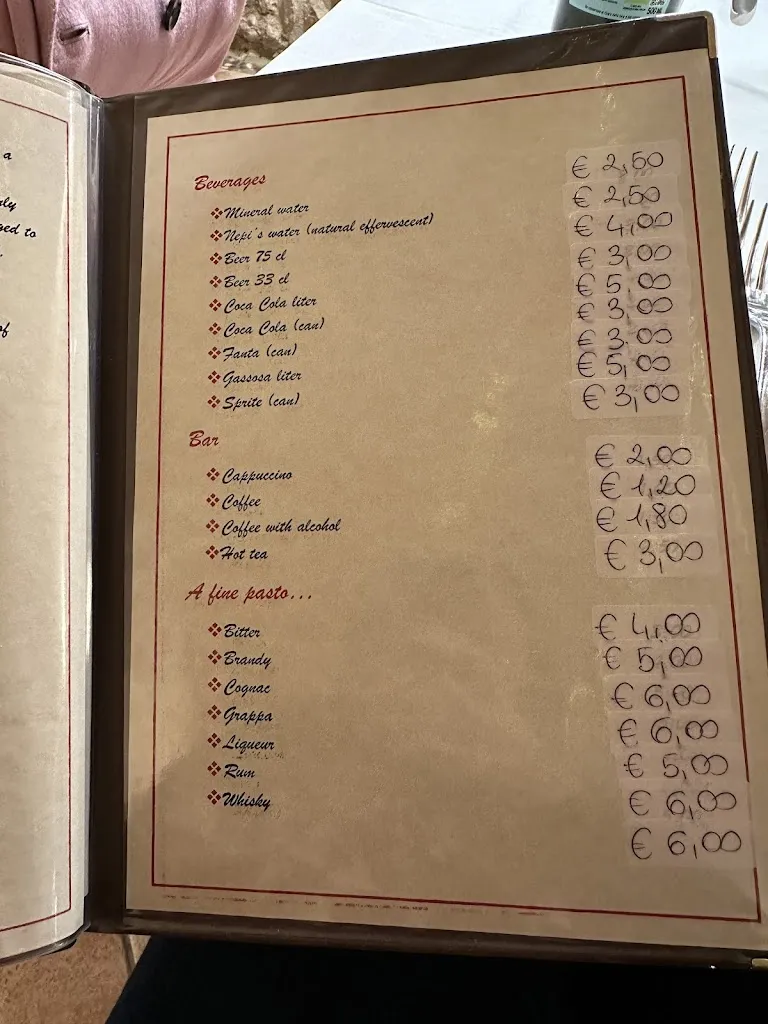 a
ged to
of
Beverages
Mineral water € 2,50
Nepi's water (natural effervescent) € 2,50
Beer 75 cl € 4,00
Beer 33 cl € 3,00
Coca Cola liter € 5,00
Coca Cola (can) € 3,00
Fanta (can) € 3,00
Gassosa liter € 5,00
Sprite (can) € 3,00
Bar
Cappuccino € 2,00
Coffee € 1,20
Coffee with alcohol € 1,80
Hot tea € 3,00
A fine pasto...
Bitter € 4,00
Brandy € 5,00
Cognac € 6,00
Grappa € 6,00
Liqueur € 5,00
Rum € 6,00
Whisky € 6,00